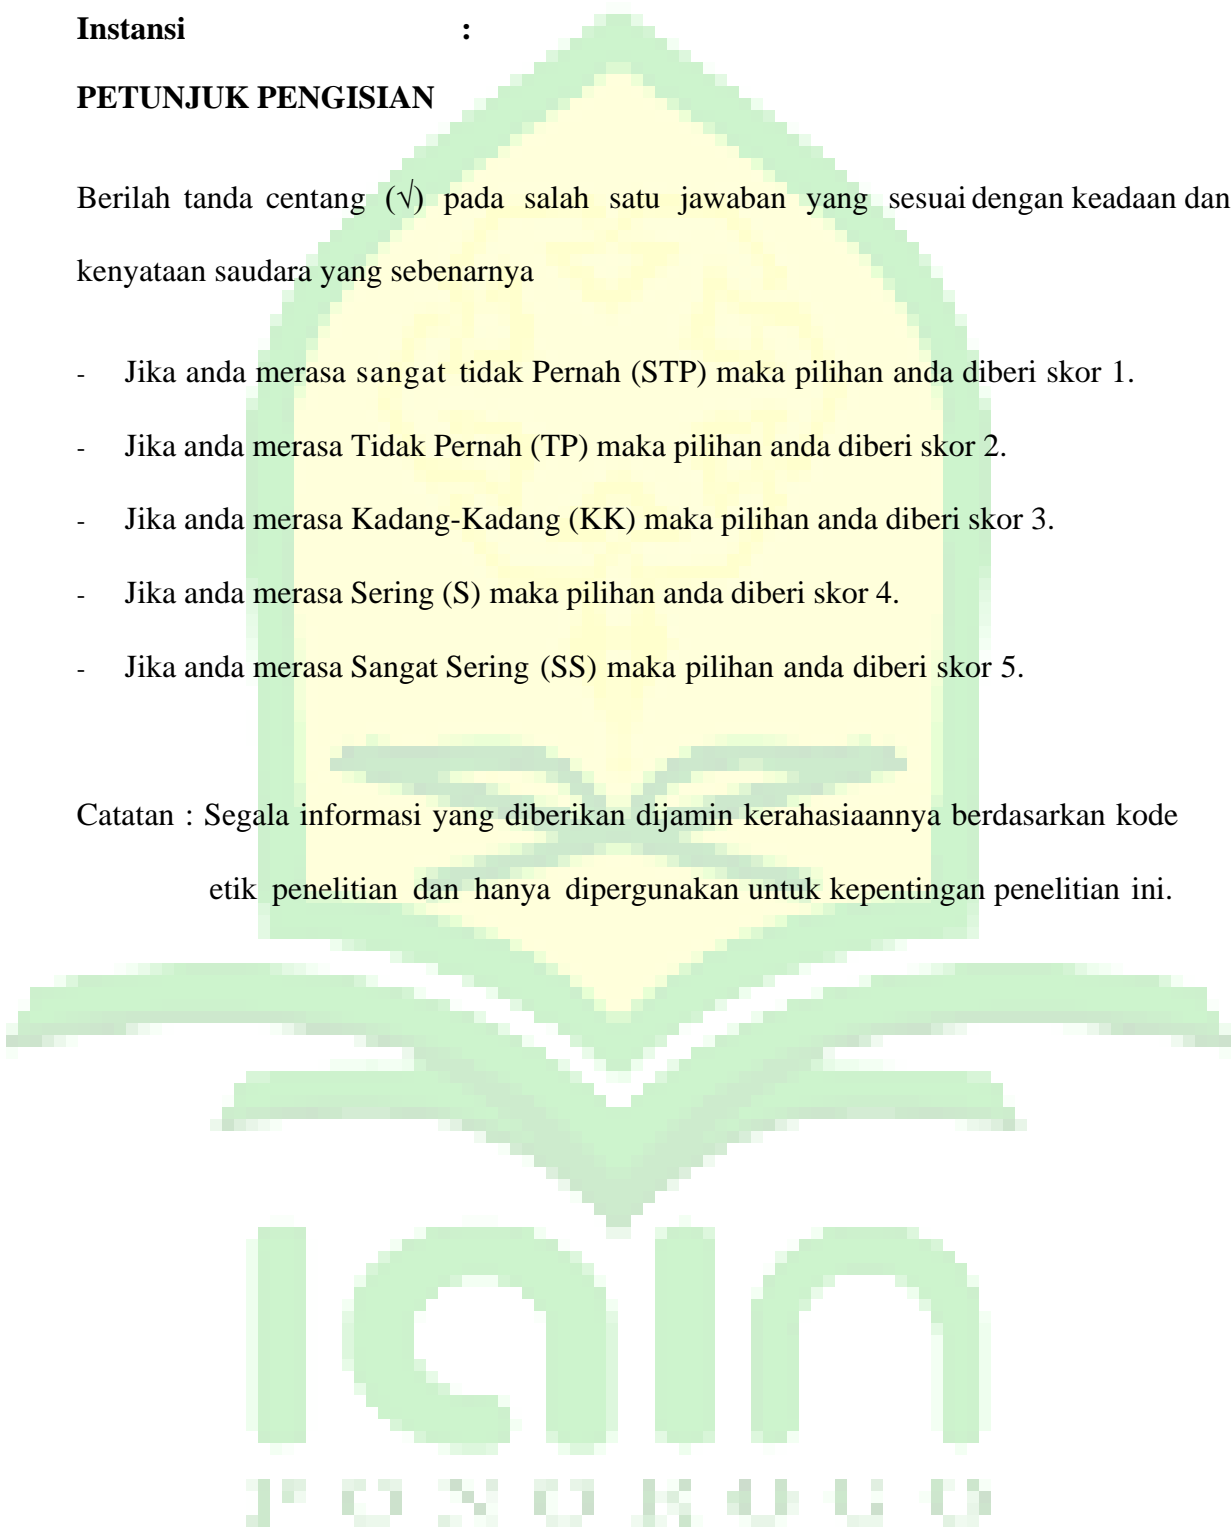 Instansi :
PETUNJUK PENGISIAN
Berilah tanda centang (√) pada salah satu jawaban yang sesuai dengan keadaan dan
kenyataan saudara yang sebenarnya
- Jika anda merasa sangat tidak Pernah (STP) maka pilihan anda diberi skor 1.
- Jika anda merasa Tidak Pernah (TP) maka pilihan anda diberi skor 2.
- Jika anda merasa Kadang-Kadang (KK) maka pilihan anda diberi skor 3.
- Jika anda merasa Sering (S) maka pilihan anda diberi skor 4.
- Jika anda merasa Sangat Sering (SS) maka pilihan anda diberi skor 5.
Catatan : Segala informasi yang diberikan dijamin kerahasiaannya berdasarkan kode
etik penelitian dan hanya dipergunakan untuk kepentingan penelitian ini.
iain
PONOROGO